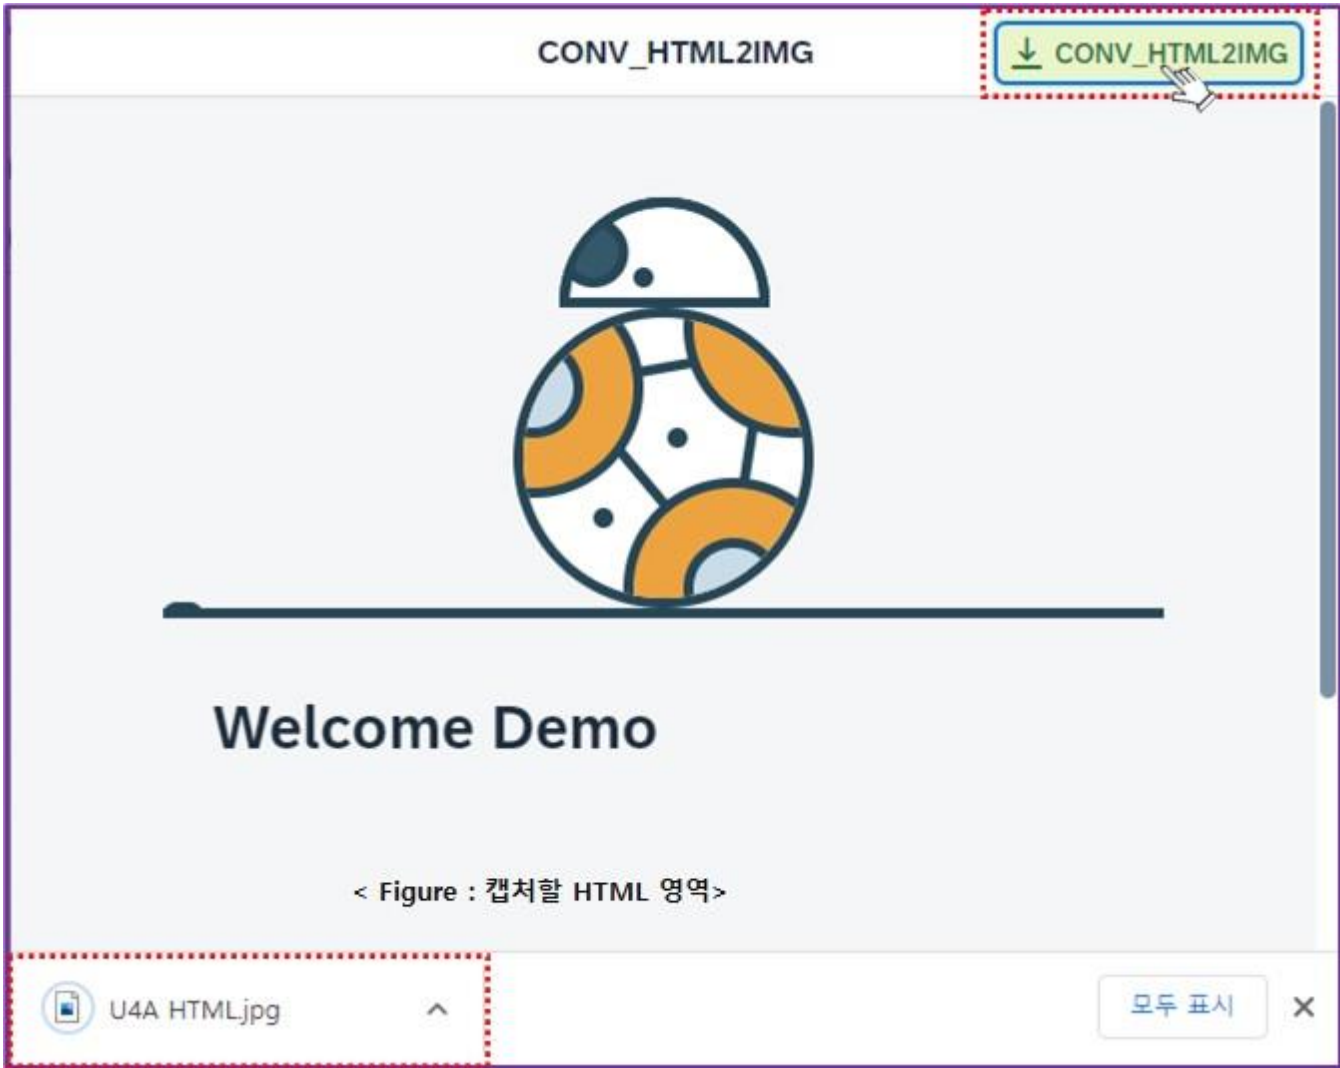 CONV_HTML2IMG
CONV_HTML2IMG
Welcome Demo
< Figure : 캡처할 HTML 영역>
U4A HTML.jpg
모두 표시